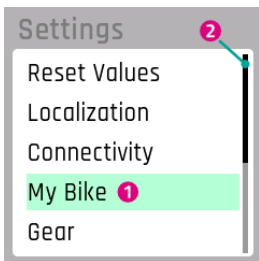 Settings
2
Reset Values
Localization
Connectivity
My Bike 1
Gear